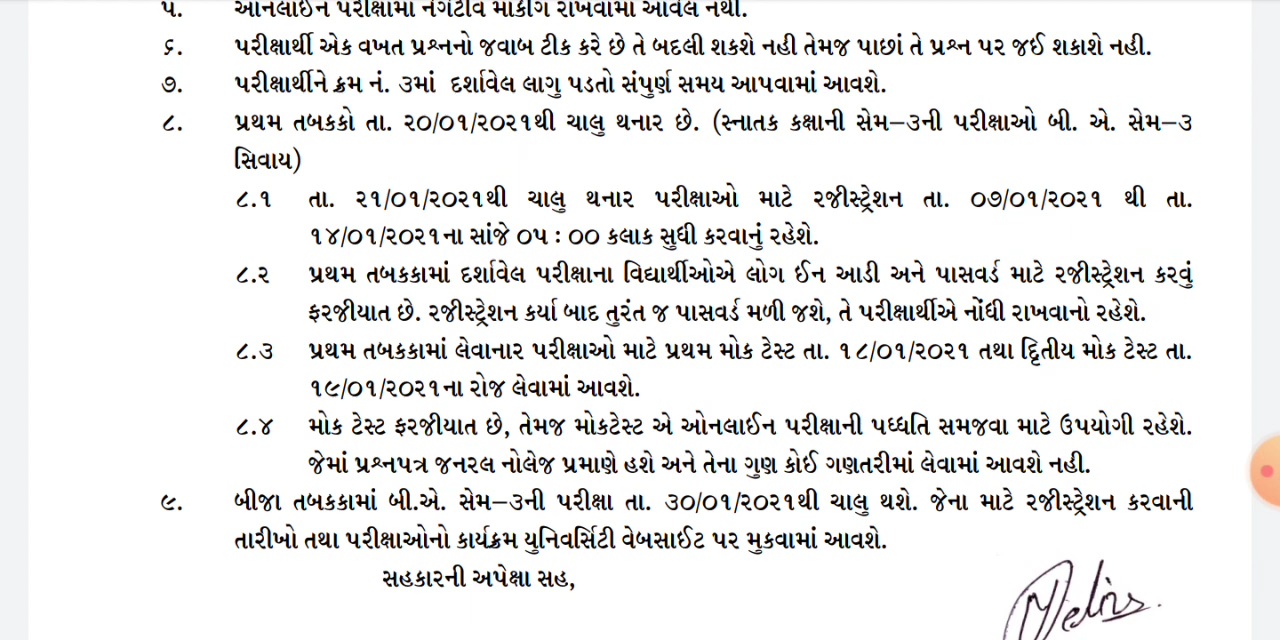 ૫. ઓનલાઈન પરીક્ષામાં નેગેટીવ માર્કીંગ રાખવામાં આવેલ નથી.
૬. પરીક્ષાર્થી એક વખત પ્રશ્નનો જવાબ ટીક કરે છે તે બદલી શકશે નહી તેમજ પાછાં તે પ્રશ્ન પર જઈ શકાશે નહી.
૭. પરીક્ષાર્થીને ક્રમ નં. ૩માં દર્શાવેલ લાગુ પડતો સંપુર્ણ સમય આપવામાં આવશે.
૮. પ્રથમ તબક્કો તા. ૨૦/૦૧/૨૦૨૧થી ચાલુ થનાર છે. (સ્નાતક કક્ષાની સેમ–૩ની પરીક્ષાઓ બી. એ. સેમ–૩
સિવાય)
૮.૧ તા. ૨૧/૦૧/૨૦૨૧થી ચાલુ થનાર પરીક્ષાઓ માટે રજીસ્ટ્રેશન તા. ૦૭/૦૧/૨૦૨૧ થી તા.
૧૪/૦૧/૨૦૨૧ના સાંજે ૦૫ : ૦૦ કલાક સુધી કરવાનું રહેશે.
૮.૨ પ્રથમ તબકકામાં દર્શાવેલ પરીક્ષાના વિદ્યાર્થીઓએ લોગ ઈન આડી અને પાસવર્ડ માટે રજીસ્ટ્રેશન કરવું
ફરજીયાત છે. રજીસ્ટ્રેશન કર્યા બાદ તુરંત જ પાસવર્ડ મળી જશે, તે પરીક્ષાર્થીએ નોંધી રાખવાનો રહેશે.
૮.૩ પ્રથમ તબકકામાં લેવાનાર પરીક્ષાઓ માટે પ્રથમ મોક ટેસ્ટ તા. ૧૮/૦૧/૨૦૨૧ તથા દ્વિતીય મોક ટેસ્ટ તા.
૧૯/૦૧/૨૦૨૧ના રોજ લેવામાં આવશે.
૮.૪ મોક ટેસ્ટ ફરજીયાત છે, તેમજ મોકટેસ્ટ એ ઓનલાઈન પરીક્ષાની પધ્ધતિ સમજવા માટે ઉપયોગી રહેશે.
જેમાં પ્રશ્નપત્ર જનરલ નોલેજ પ્રમાણે હશે અને તેના ગુણ કોઈ ગણતરીમાં લેવામાં આવશે નહી.
૯. બીજા તબકકામાં બી.એ. સેમ–૩ની પરીક્ષા તા. ૩૦/૦૧/૨૦૨૧થી ચાલુ થશે. જેના માટે રજીસ્ટ્રેશન કરવાની
તારીખો તથા પરીક્ષાઓનો કાર્યક્રમ યુનિવર્સિટી વેબસાઈટ પર મુકવામાં આવશે.
સહકારની અપેક્ષા સહ,